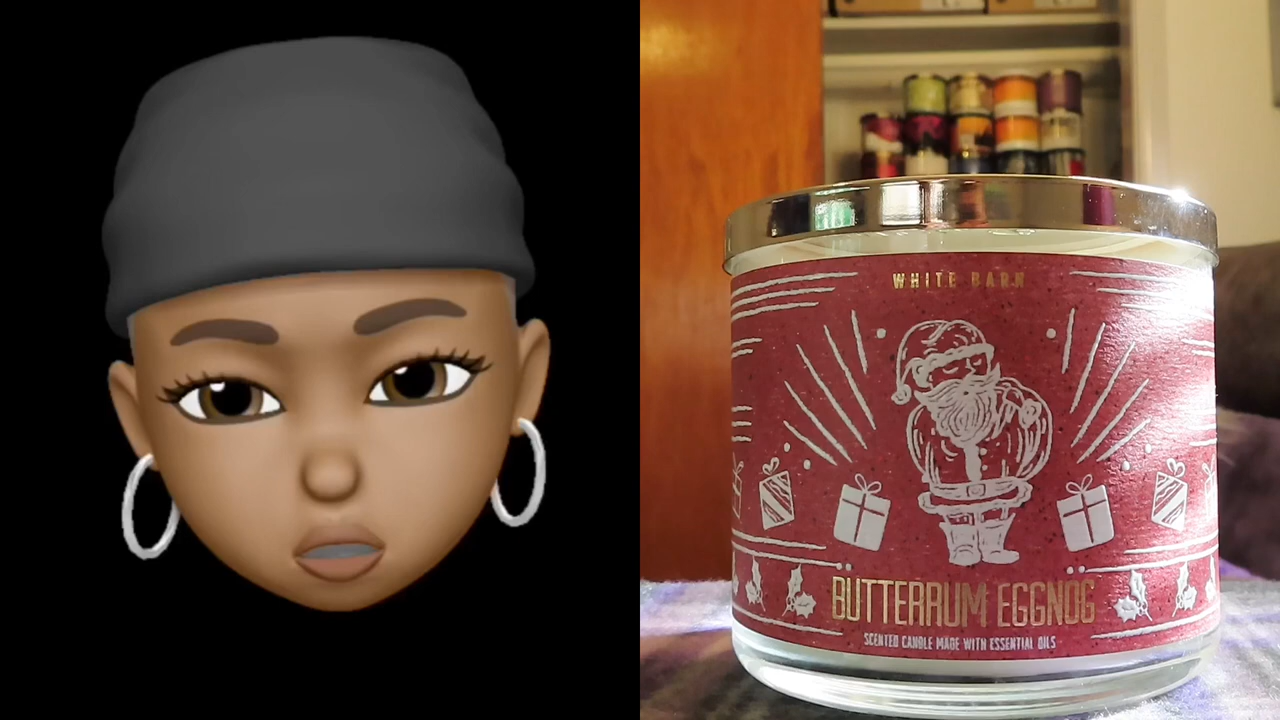 WHITE BARN
BUTTERRUM EGGNOG
SCENTED CANDLE MADE WITH ESSENTIAL OILS